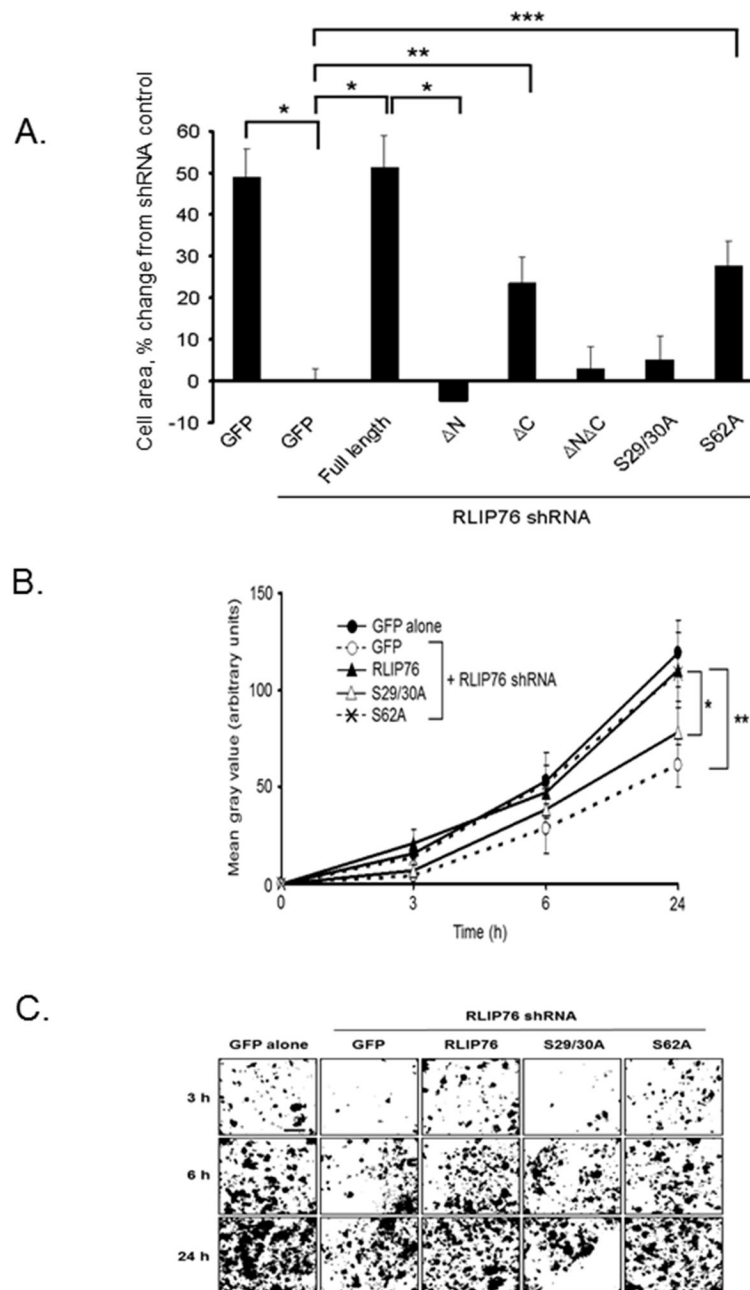 A.
***
**
*
*
*
Cell area, % change from shRNA control
60
50
40
30
20
10
0
-10
GFP
GFP
Full length
ΔN
ΔC
ΔNΔC
S29/30A
S62A
RLIP76 shRNA
B.
Mean gray value (arbitrary units)
150
100
50
0
GFP alone
GFP
RLIP76
S29/30A
S62A
+ RLIP76 shRNA
*
**
0
3
6
24
Time (h)
C.
RLIP76 shRNA
GFP alone GFP RLIP76 S29/30A S62A
3 h
6 h
24 h